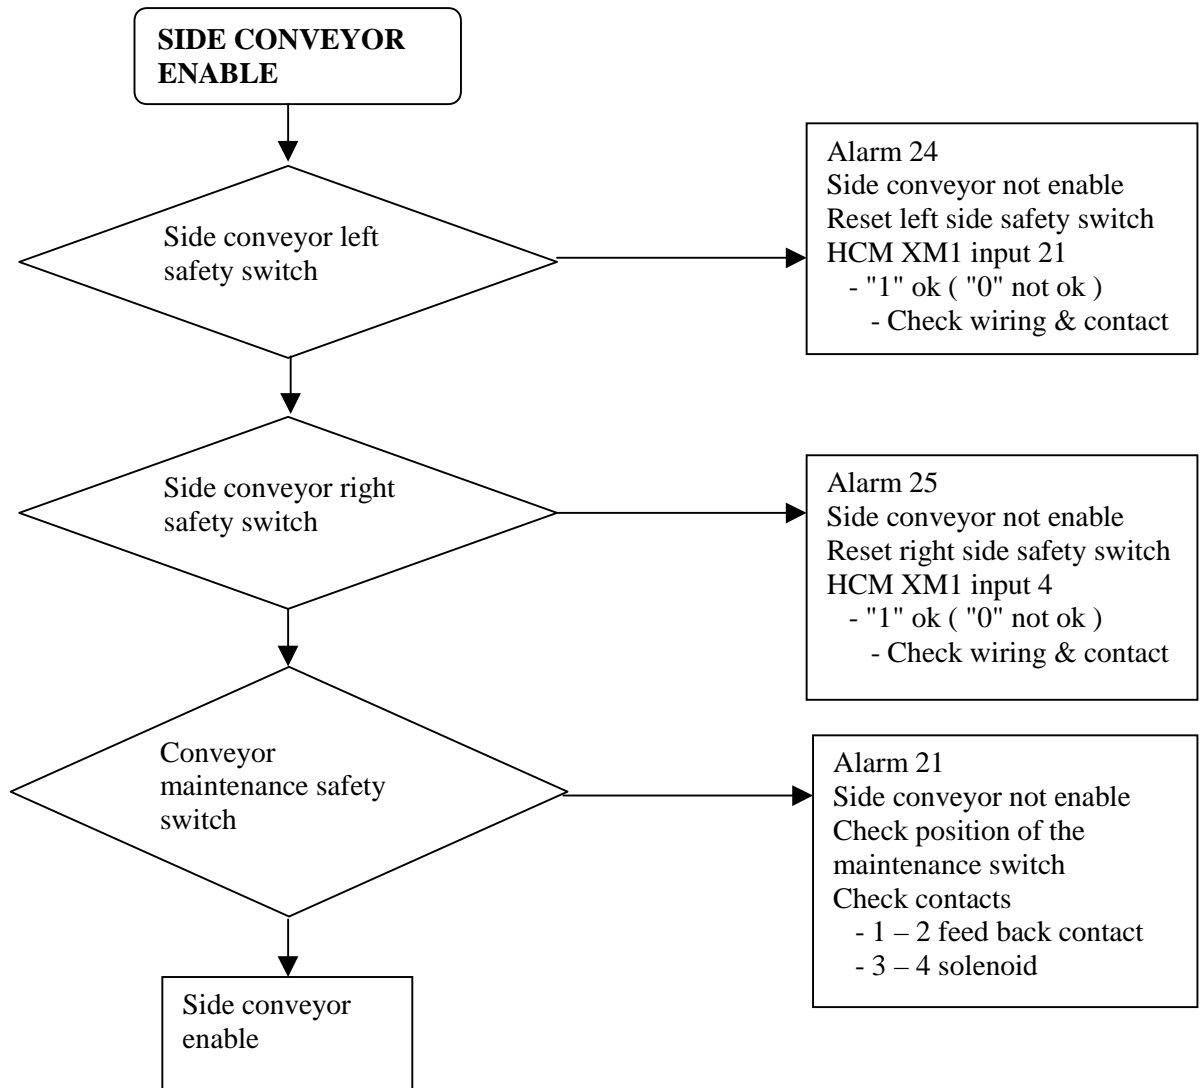 SIDE CONVEYOR
ENABLE
Side conveyor left
safety switch
Alarm 24
Side conveyor not enable
Reset left side safety switch
HCM XM1 input 21
- "1" ok ( "0" not ok )
- Check wiring & contact
Side conveyor right
safety switch
Alarm 25
Side conveyor not enable
Reset right side safety switch
HCM XM1 input 4
- "1" ok ( "0" not ok )
- Check wiring & contact
Conveyor
maintenance safety
switch
Alarm 21
Side conveyor not enable
Check position of the
maintenance switch
Check contacts
- 1 – 2 feed back contact
- 3 – 4 solenoid
Side conveyor
enable